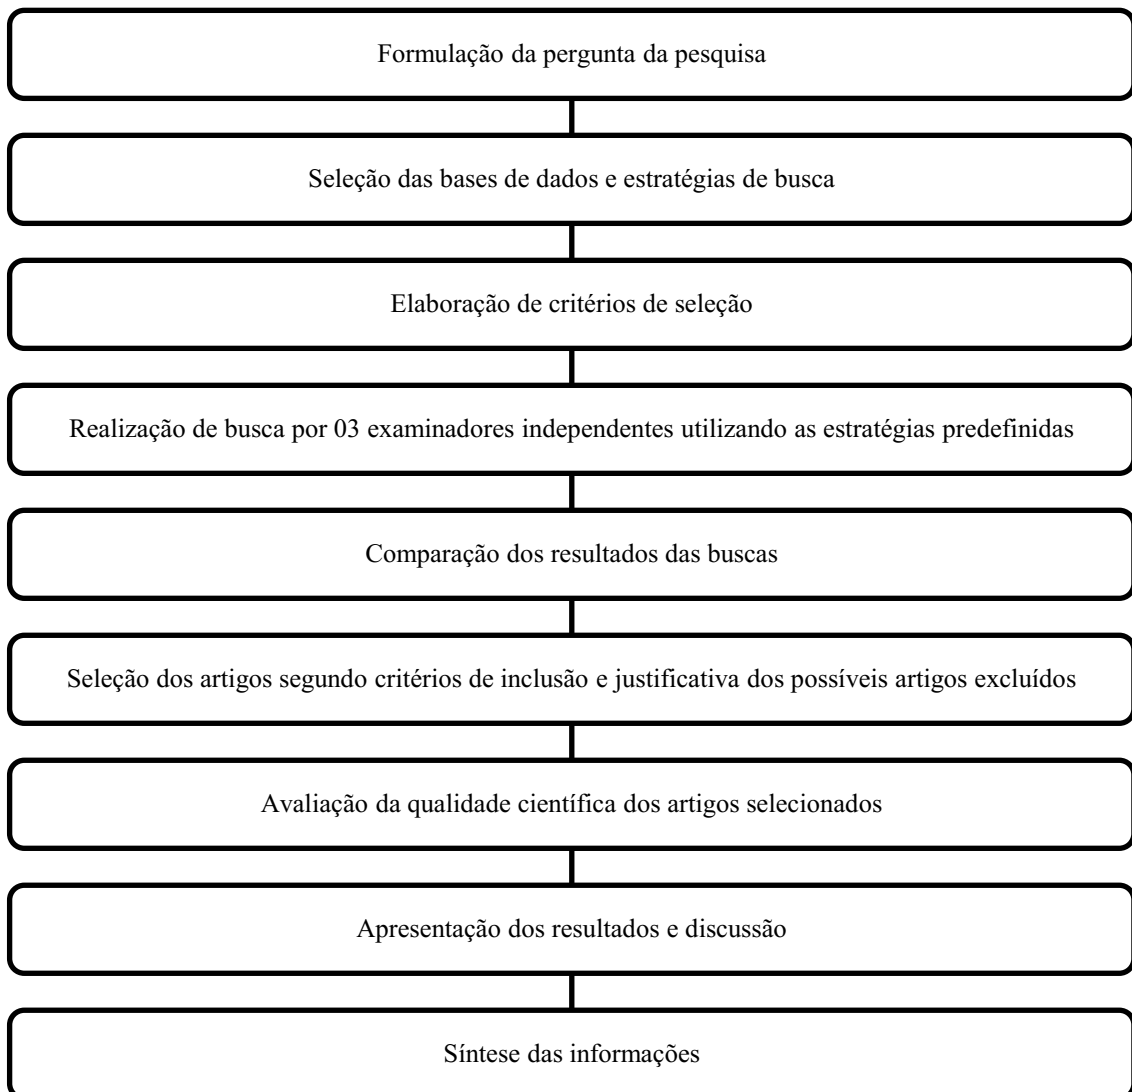 Formulação da pergunta da pesquisa
Seleção das bases de dados e estratégias de busca
Elaboração de critérios de seleção
Realização de busca por 03 examinadores independentes utilizando as estratégias predefinidas
Comparação dos resultados das buscas
Seleção dos artigos segundo critérios de inclusão e justificativa dos possíveis artigos excluídos
Avaliação da qualidade científica dos artigos selecionados
Apresentação dos resultados e discussão
Síntese das informações